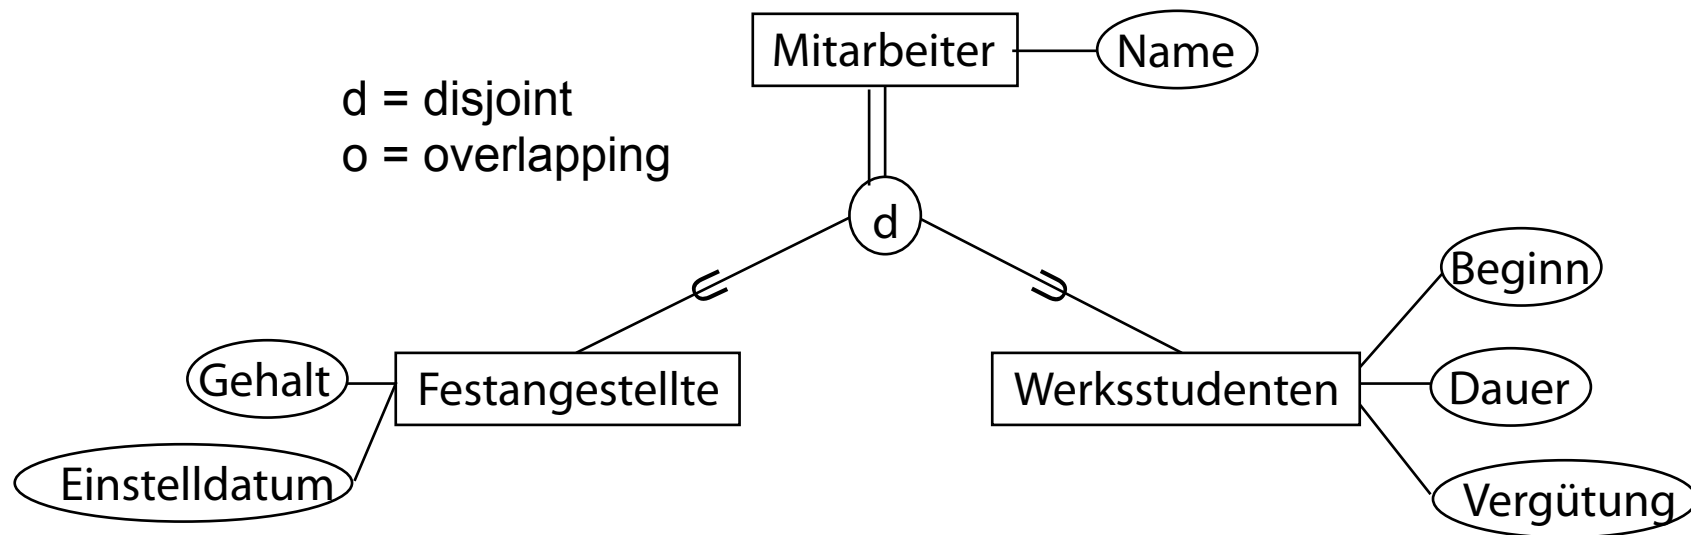 Mitarbeiter
Name
d = disjoint
o = overlapping
d
Beginn
Gehalt
Festangestellte
Werksstudenten
Dauer
Einstelldatum
Vergütung